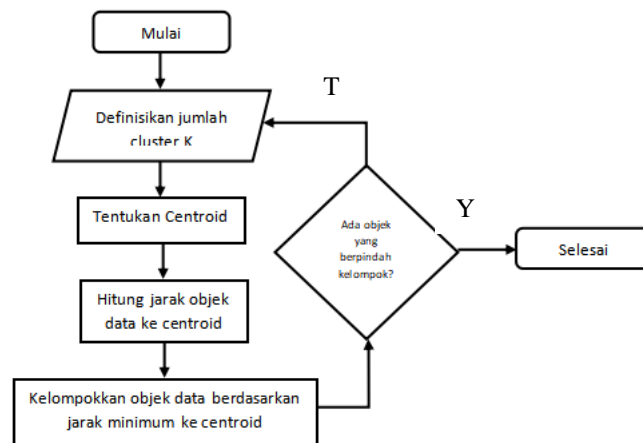 Mulai
Definisikan jumlah
cluster K
Tentukan Centroid
Hitung jarak objek
data ke centroid
Kelompokkan objek data berdasarkan
jarak minimum ke centroid
T
Ada objek
yang
berpindah
kelompok?
Y
Selesai